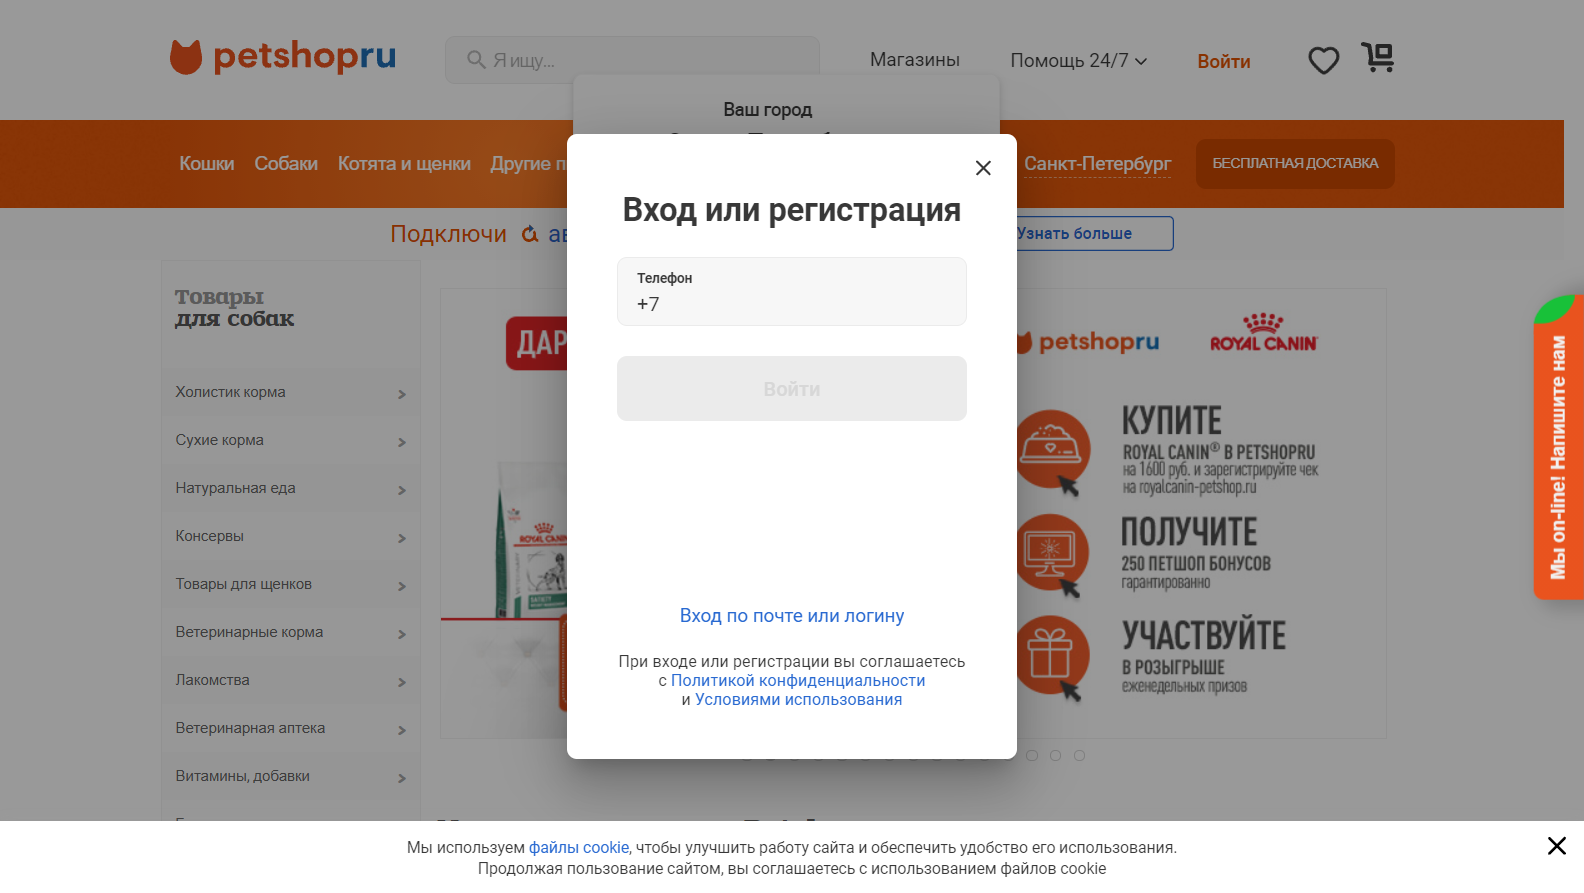 petshopru
Я ищу...
Магазины
Помощь 24/7
Войти
Ваш город
Кошки
Собаки
Котята и щенки
Другие
Санкт-Петербург
БЕСПЛАТНАЯ ДОСТАВКА
Подключи
Узнать больше
Вход или регистрация
Телефон
+7
Войти
Вход по почте или логину
При входе или регистрации вы соглашаетесь
с Политикой конфиденциальности
и Условиями использования
Товары
для собак
Холистик корма
Сухие корма
Натуральная еда
Консервы
Товары для щенков
Ветеринарные корма
Лакомства
Ветеринарная аптека
Витамины, добавки
ДАР
ROYAL CANIN
petshopru
ROYAL CANIN
КУПИТЕ
ROYAL CANIN® В PETSHOPRU
на 1600 руб. и зарегистрируйте чек
на royalcanin-petshop.ru
ПОЛУЧИТЕ
250 ПЕТШОП БОНУСОВ
гарантированно
УЧАСТВУЙТЕ
В РОЗЫГРЫШЕ
еженедельных призов
Мы on-line! Напишите нам
Мы используем файлы cookie, чтобы улучшить работу сайта и обеспечить удобство его использования.
Продолжая пользование сайтом, вы соглашаетесь с использованием файлов cookie